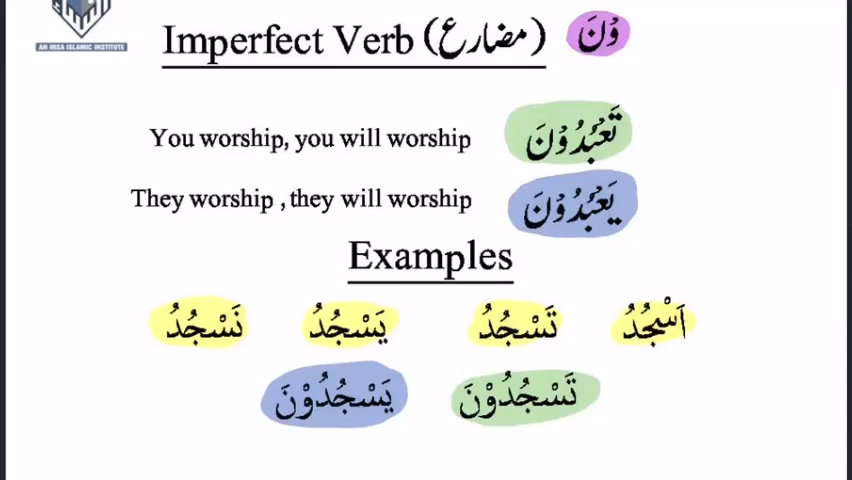 AN NISA ISLAMIC INSTITUTE
Imperfect Verb (مضارع) وْنَ
You worship, you will worship تَعْبُدُوْنَ
They worship , they will worship يَعْبُدُوْنَ
Examples
اَسْجُدُ تَسْجُدُ يَسْجُدُ نَسْجُدُ
تَسْجُدُوْنَ يَسْجُدُوْنَ